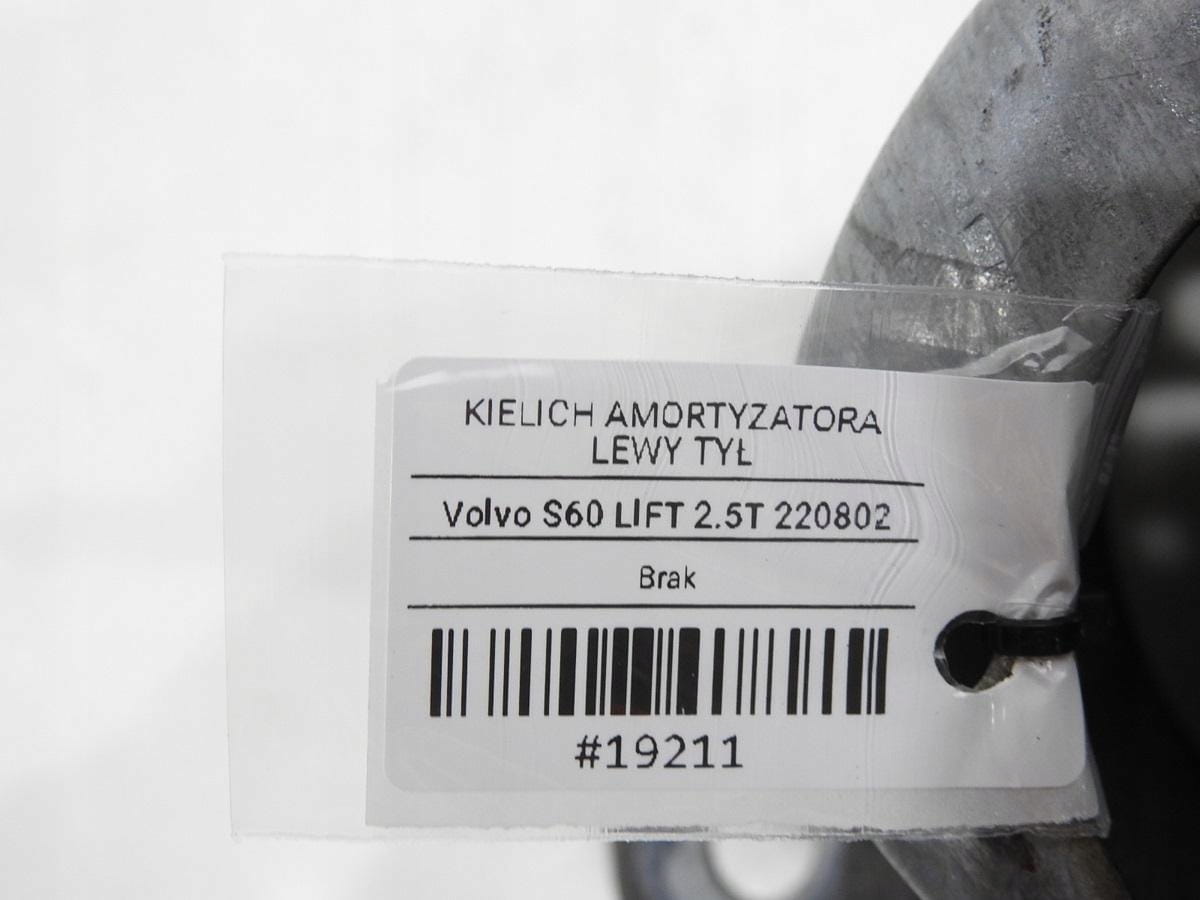 KIELICH AMORTYZATORA
LEWY TYŁ
Volvo S60 LIFT 2.5T 220802
Brak
#19211